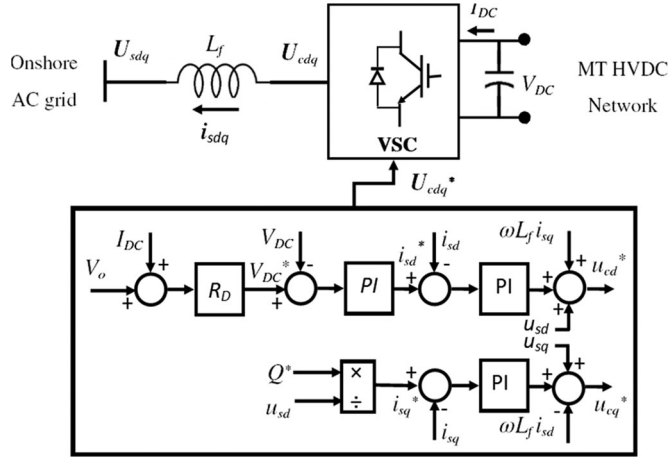 I_DC
U_sdq
L_f
U_cdq
Onshore
AC grid
V_DC
MT HVDC
Network
i_sdq
VSC
U_cdq*
I_DC
V_DC
i_sd
ωL_f i_sq
V_o
+
+
R_D
V_DC*
-
+
PI
i_sd*
+
-
PI
+
+
+
u_cd*
u_sd
u_sq
Q*
u_sd
×
÷
i_sq*
+
-
i_sq
PI
+
+
-
u_cq*
ωL_f i_sd